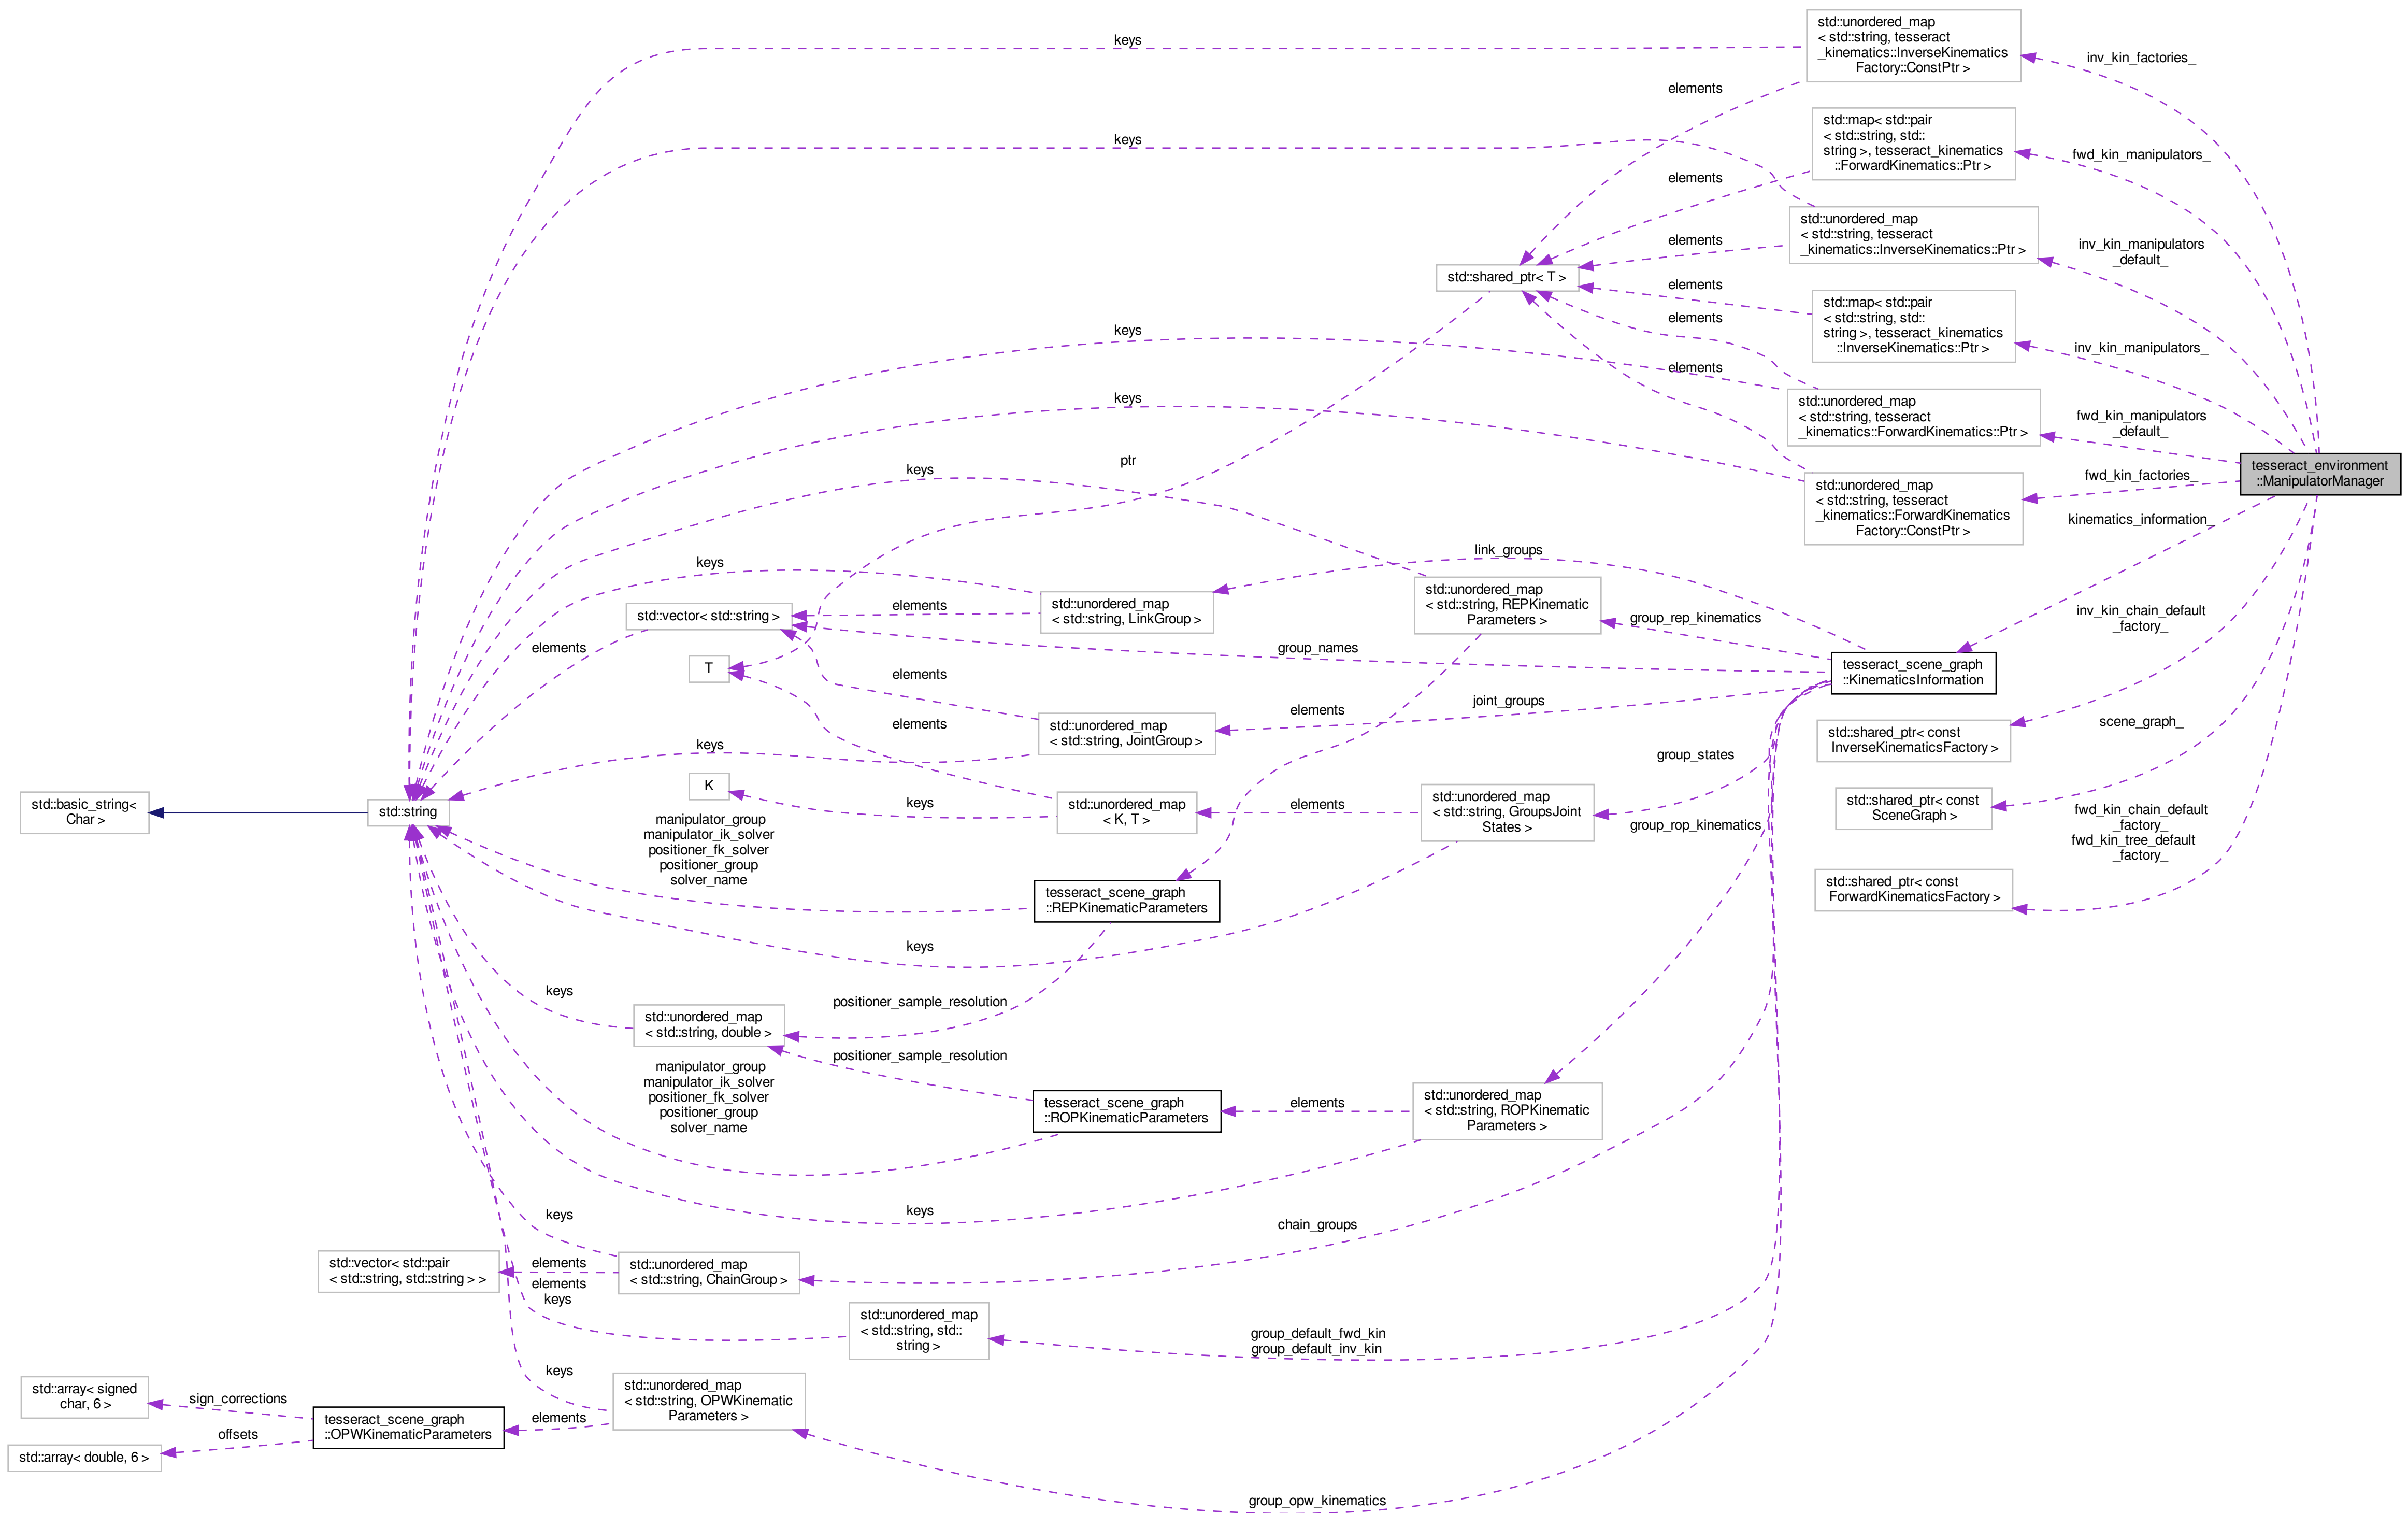 std::unordered_map
< std::string, tesseract
_kinematics::InverseKinematics
Factory::ConstPtr >
keys
inv_kin_factories_
elements
std::map< std::pair
< std::string, std::
string >, tesseract_kinematics
::ForwardKinematics::Ptr >
keys
fwd_kin_manipulators_
elements
std::unordered_map
< std::string, tesseract
_kinematics::InverseKinematics::Ptr >
elements
inv_kin_manipulators
_default_
std::shared_ptr< T >
elements
std::map< std::pair
< std::string, std::
string >, tesseract_kinematics
::InverseKinematics::Ptr >
elements
keys
inv_kin_manipulators_
elements
keys
std::unordered_map
< std::string, tesseract
_kinematics::ForwardKinematics::Ptr >
fwd_kin_manipulators
_default_
ptr
keys
tesseract_environment
::ManipulatorManager
fwd_kin_factories_
std::unordered_map
< std::string, tesseract
_kinematics::ForwardKinematics
Factory::ConstPtr >
kinematics_information_
link_groups
keys
std::unordered_map
< std::string, REPKinematic
Parameters >
std::unordered_map
< std::string, LinkGroup >
elements
std::vector< std::string >
group_rep_kinematics
inv_kin_chain_default
_factory_
elements
group_names
T
tesseract_scene_graph
::KinematicsInformation
elements
joint_groups
elements
elements
std::unordered_map
< std::string, JointGroup >
scene_graph_
std::shared_ptr< const
InverseKinematicsFactory >
keys
group_states
K
std::unordered_map
< std::string, GroupsJoint
States >
elements
std::unordered_map
< K, T >
keys
std::basic_string<
Char >
std::string
std::shared_ptr< const
SceneGraph >
fwd_kin_chain_default
_factory_
fwd_kin_tree_default
_factory_
group_rop_kinematics
manipulator_group
manipulator_ik_solver
positioner_fk_solver
positioner_group
solver_name
tesseract_scene_graph
::REPKinematicParameters
std::shared_ptr< const
ForwardKinematicsFactory >
keys
keys
positioner_sample_resolution
std::unordered_map
< std::string, double >
positioner_sample_resolution
manipulator_group
manipulator_ik_solver
positioner_fk_solver
positioner_group
solver_name
tesseract_scene_graph
::ROPKinematicParameters
elements
std::unordered_map
< std::string, ROPKinematic
Parameters >
keys
keys
chain_groups
std::vector< std::pair
< std::string, std::string > >
elements
std::unordered_map
< std::string, ChainGroup >
elements
keys
std::unordered_map
< std::string, std::
string >
group_default_fwd_kin
group_default_inv_kin
keys
std::array< signed
char, 6 >
sign_corrections
std::unordered_map
< std::string, OPWKinematic
Parameters >
tesseract_scene_graph
::OPWKinematicParameters
elements
offsets
std::array< double, 6 >
group_opw_kinematics